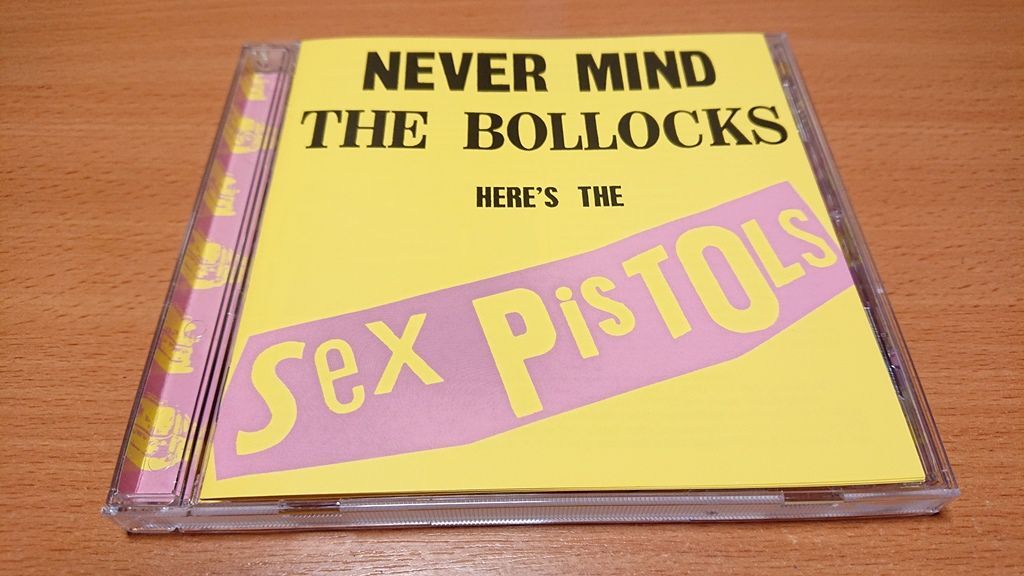 NEVER MIND
THE BOLLOCKS
HERE'S THE
Sex PisTOLS